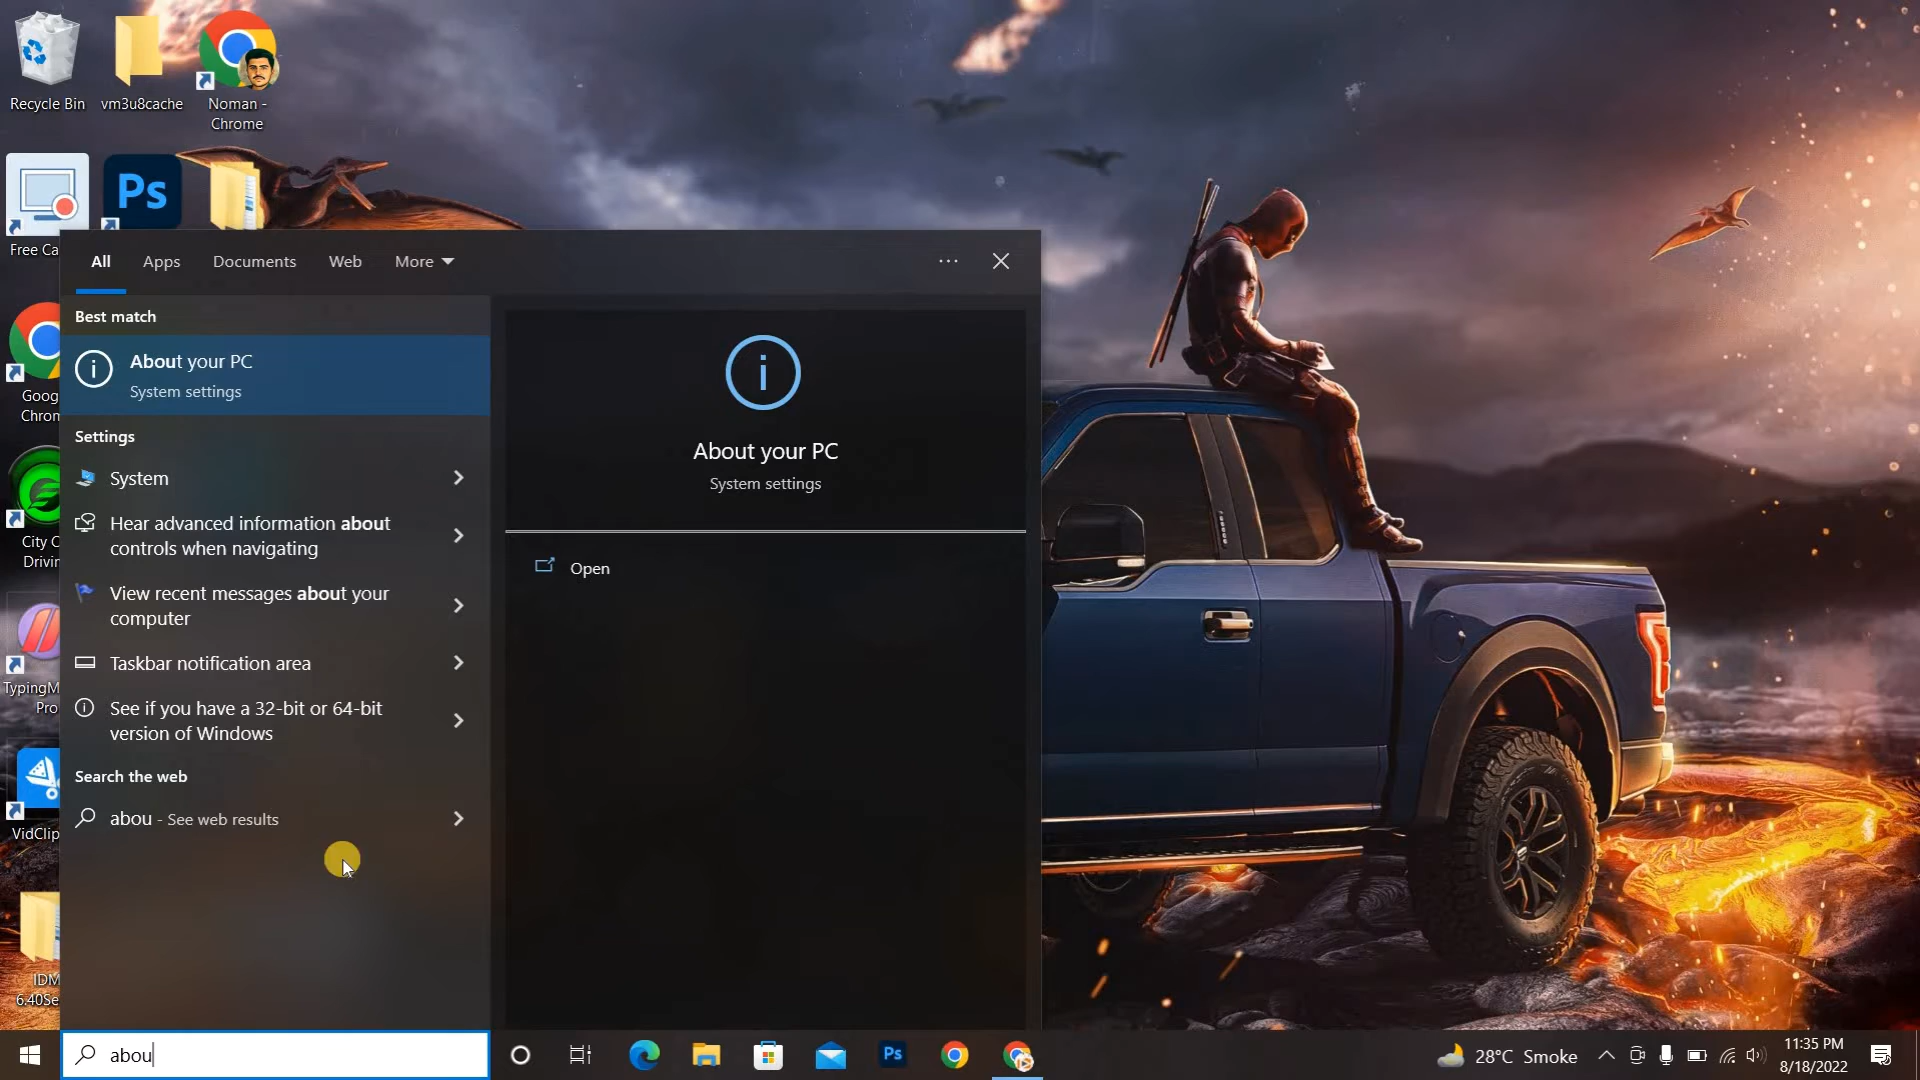 Recycle Bin
vm3u8cache
Noman -
Chrome
Ps
Free Ca
Goog
Chrom
City C
Drivin
TypingM
Pro
VidClip
IDM
6.40Se
All
Apps
Documents
Web
More
Best match
About your PC
System settings
Settings
System
Hear advanced information about
controls when navigating
View recent messages about your
computer
Taskbar notification area
See if you have a 32-bit or 64-bit
version of Windows
Search the web
abou - See web results
About your PC
System settings
Open
abou
Ps
28°C Smoke
11:35 PM
8/18/2022